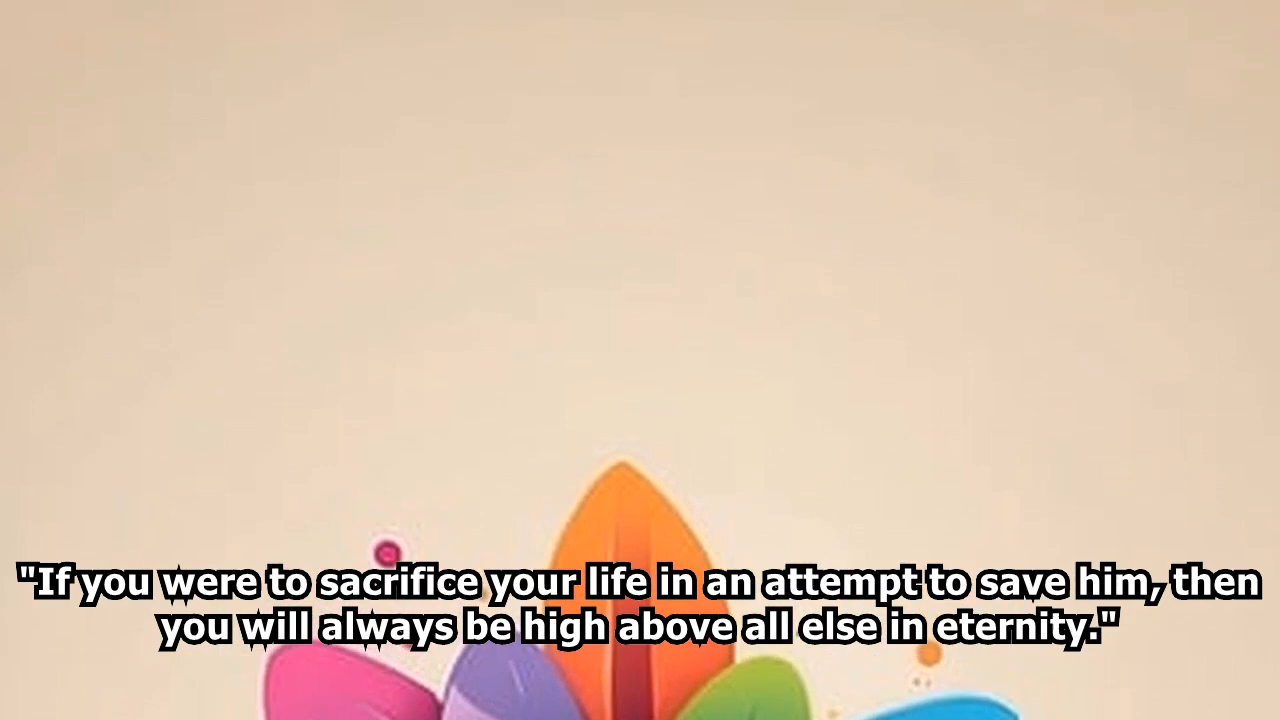 "If you were to sacrifice your life in an attempt to save him, then
you will always be high above all else in eternity."